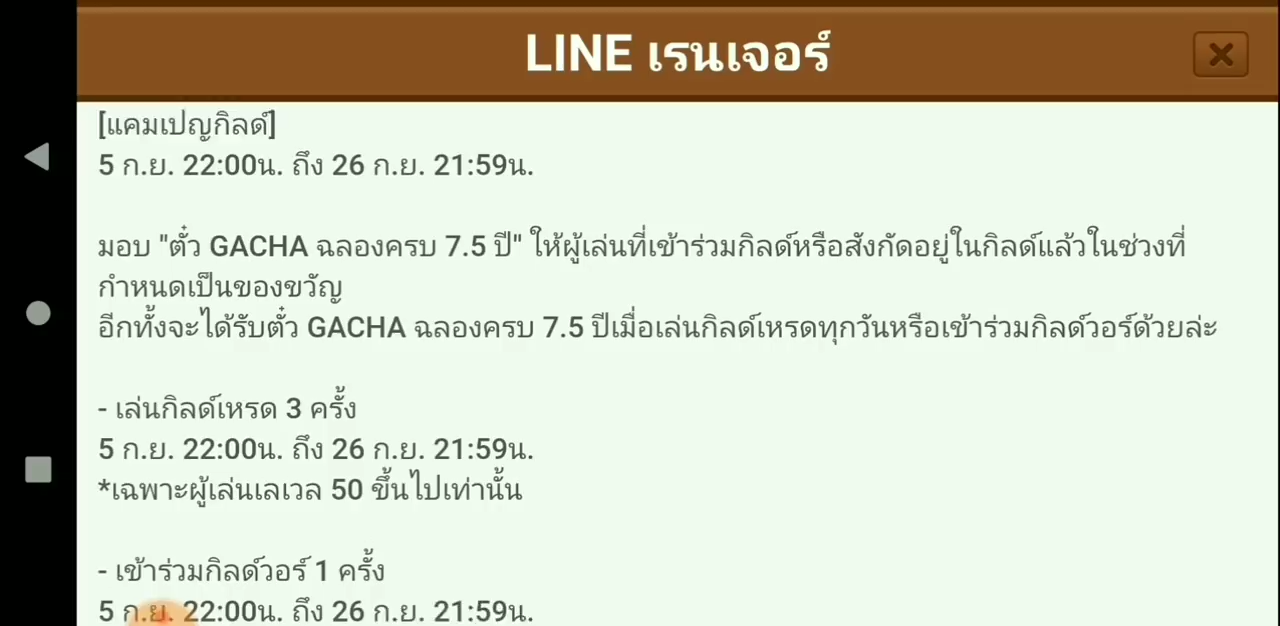 LINE เรนเจอร์
[แคมเปญกิลด์]
5 ก.ย. 22:00น. ถึง 26 ก.ย. 21:59น.
มอบ "ตั๋ว GACHA ฉลองครบ 7.5 ปี" ให้ผู้เล่นที่เข้าร่วมกิลด์หรือสังกัดอยู่ในกิลด์แล้วในช่วงที่
กำหนดเป็นของขวัญ
อีกทั้งจะได้รับตั๋ว GACHA ฉลองครบ 7.5 ปีเมื่อเล่นกิลด์เหรดทุกวันหรือเข้าร่วมกิลด์วอร์ด้วยล่ะ
- เล่นกิลด์เหรด 3 ครั้ง
5 ก.ย. 22:00น. ถึง 26 ก.ย. 21:59น.
*เฉพาะผู้เล่นเลเวล 50 ขึ้นไปเท่านั้น
- เข้าร่วมกิลด์วอร์ 1 ครั้ง
5 ก.ย. 22:00น. ถึง 26 ก.ย. 21:59น.